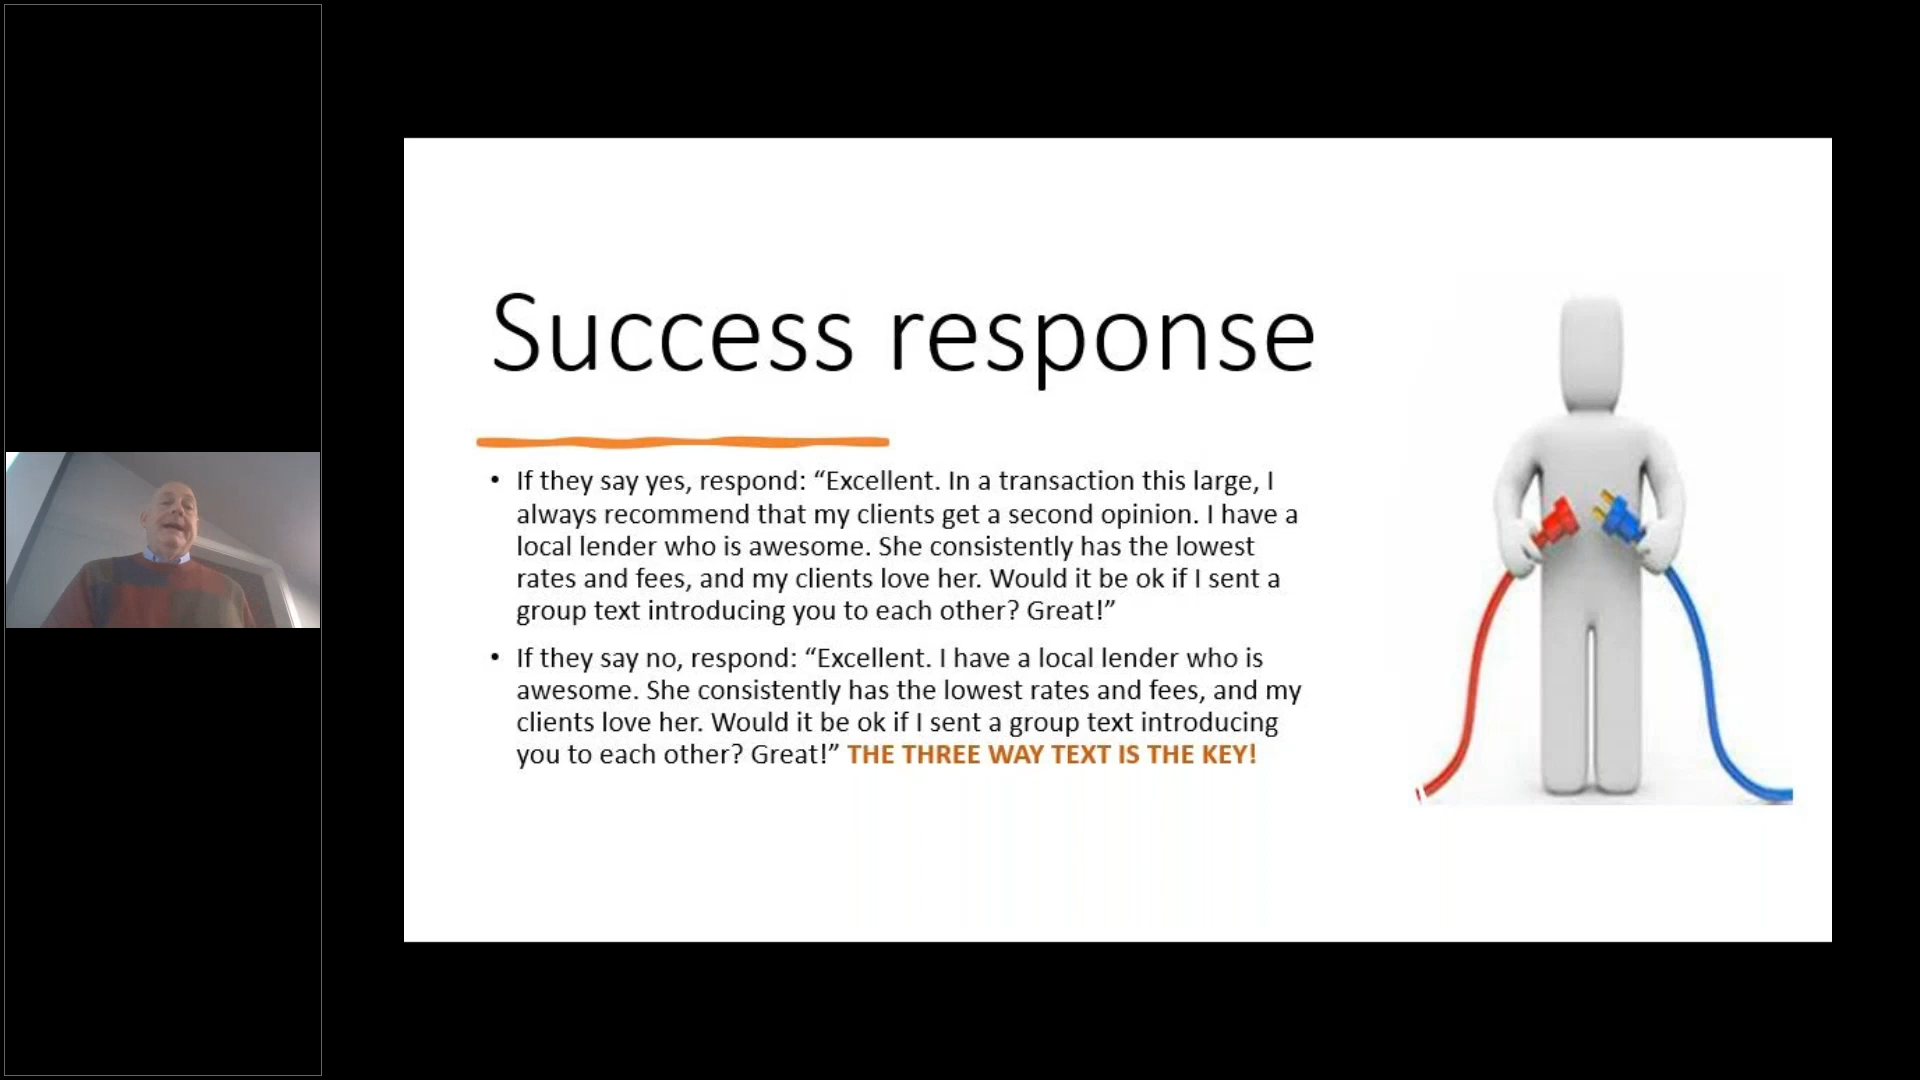 Success response
• If they say yes, respond: “Excellent. In a transaction this large, I
always recommend that my clients get a second opinion. I have a
local lender who is awesome. She consistently has the lowest
rates and fees, and my clients love her. Would it be ok if I sent a
group text introducing you to each other? Great!”
• If they say no, respond: “Excellent. I have a local lender who is
awesome. She consistently has the lowest rates and fees, and my
clients love her. Would it be ok if I sent a group text introducing
you to each other? Great!” THE THREE WAY TEXT IS THE KEY!